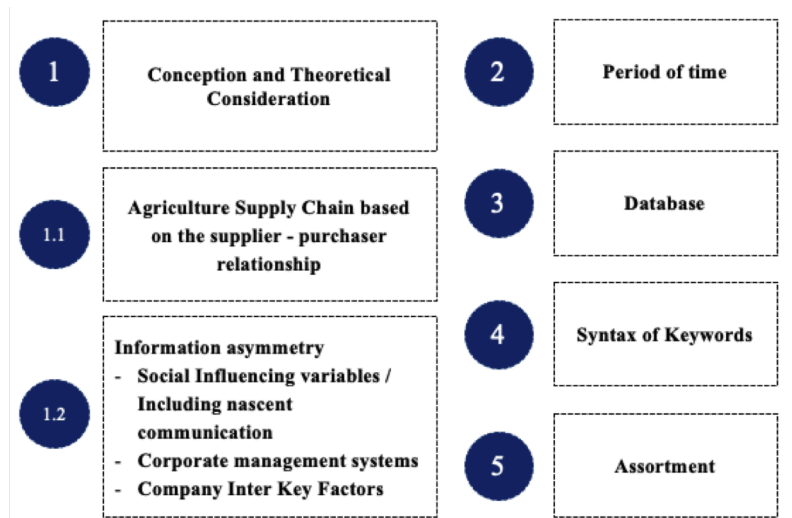 1
Conception and Theoretical
Consideration
1.1
Agriculture Supply Chain based
on the supplier - purchaser
relationship
1.2
Information asymmetry
- Social Influencing variables /
Including nascent
communication
- Corporate management systems
- Company Inter Key Factors
2
Period of time
3
Database
4
Syntax of Keywords
5
Assortment